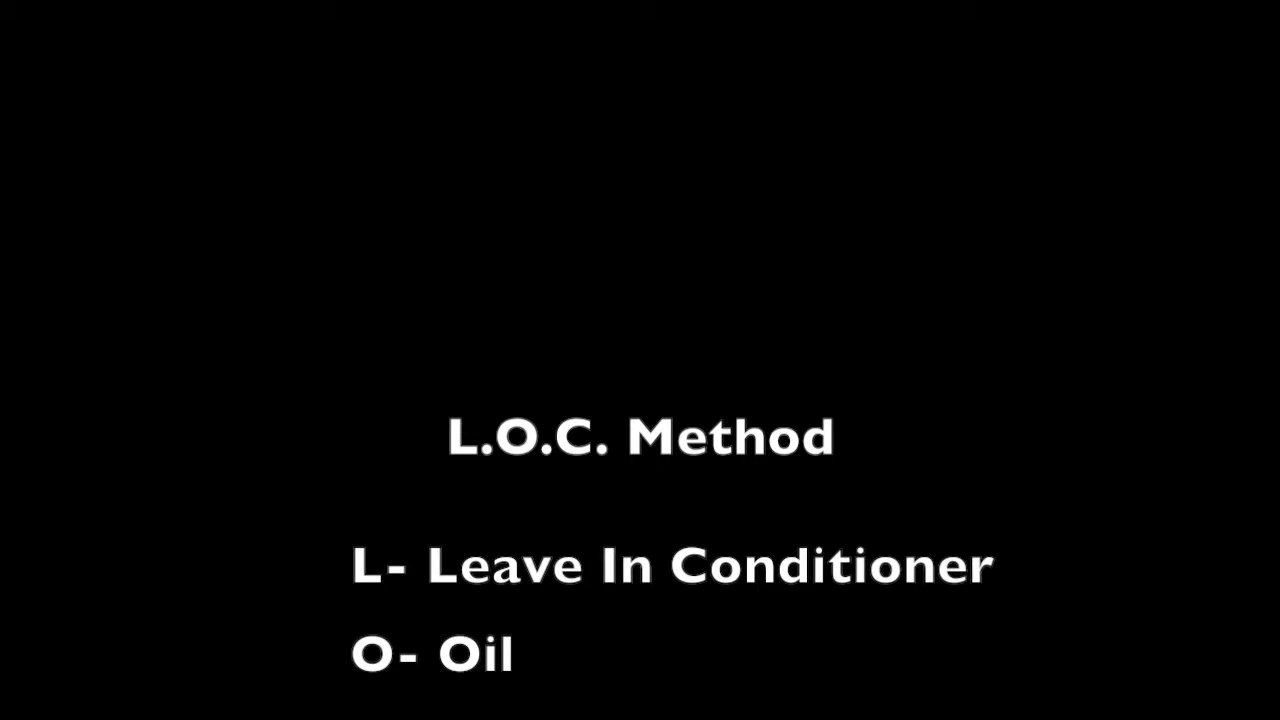 L.O.C. Method
L- Leave In Conditioner
O- Oil